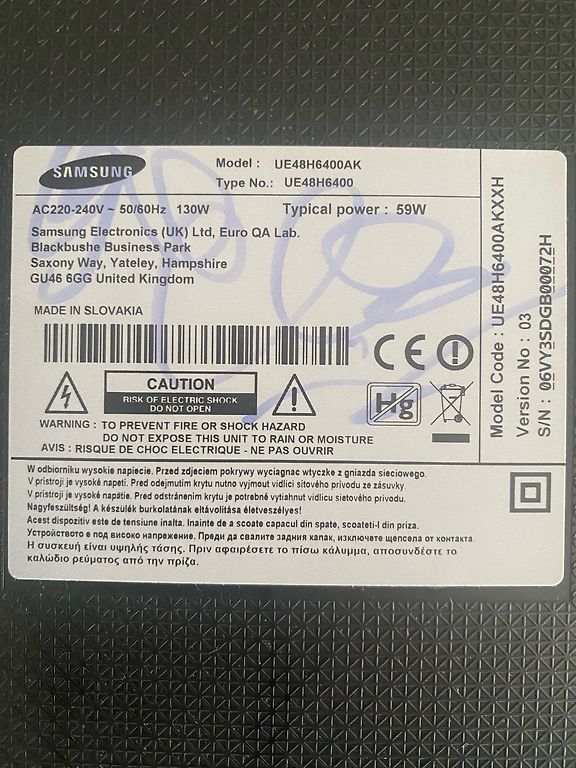 SAMSUNG
Model : UE48H6400AK
Type No.: UE48H6400
AC220-240V ~ 50/60Hz 130W Typical power : 59W
Samsung Electronics (UK) Ltd, Euro QA Lab.
Blackbushe Business Park
Saxony Way, Yateley, Hampshire
GU46 6GG United Kingdom
MADE IN SLOVAKIA
CE
CAUTION
RISK OF ELECTRIC SHOCK
DO NOT OPEN
Hg
WARNING : TO PREVENT FIRE OR SHOCK HAZARD
DO NOT EXPOSE THIS UNIT TO RAIN OR MOISTURE
AVIS : RISQUE DE CHOC ELECTRIQUE - NE PAS OUVRIR
W odbiorniku wysokie napiecie. Przed zdjeciem pokrywy wyciagnac wtyczke z gniazda sieciowego.
V pristroji je vysoké napeti. Pred odejmutim krytu nutno vyjmout vidlici sitového privodu ze zásuvky.
V prístroji je vysoké napätie. Pred odstránením krytu je potrebné vytiahnut vidlicu sietového prívodu.
Nagyfeszültség! A készülék burkolatának eltávolítása életveszélyes!
Acest dispozitiv este de tensiune inalta. Inainte de a scoate capacul din spate, scoateti-l din priza.
Устройството е под високо напрежение. Преди да свалите задния капак, изключете щепсела от контакта.
Η συσκευή είναι υψηλής τάσης. Πριν αφαιρέσετε το πίσω κάλυμμα, αποσυνδέστε το
καλώδιο ρεύματος από την πρίζα.
Model Code : UE48H6400AKXXH
Version No : 03
S/N : 06VY3SDGB00072H